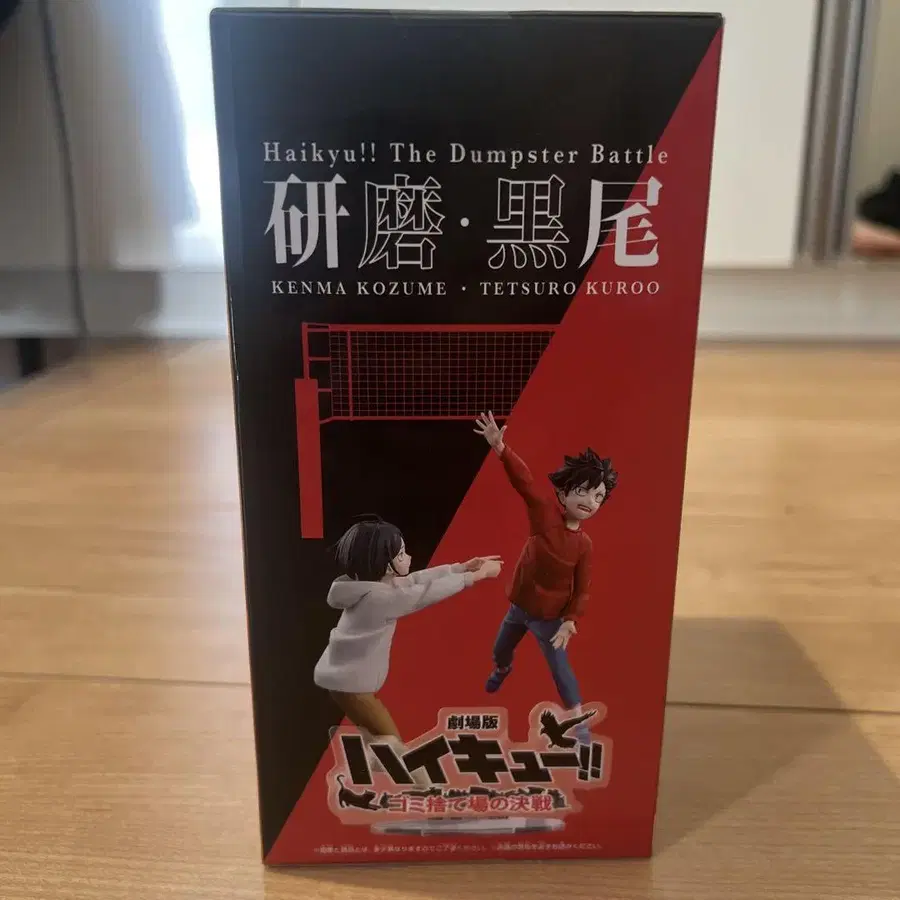 Haikyu!! The Dumpster Battle
研磨・黒尾
KENMA KOZUME・TETSURO KUROO
劇場版
ハイキュー!!
ゴミ捨て場の決戦